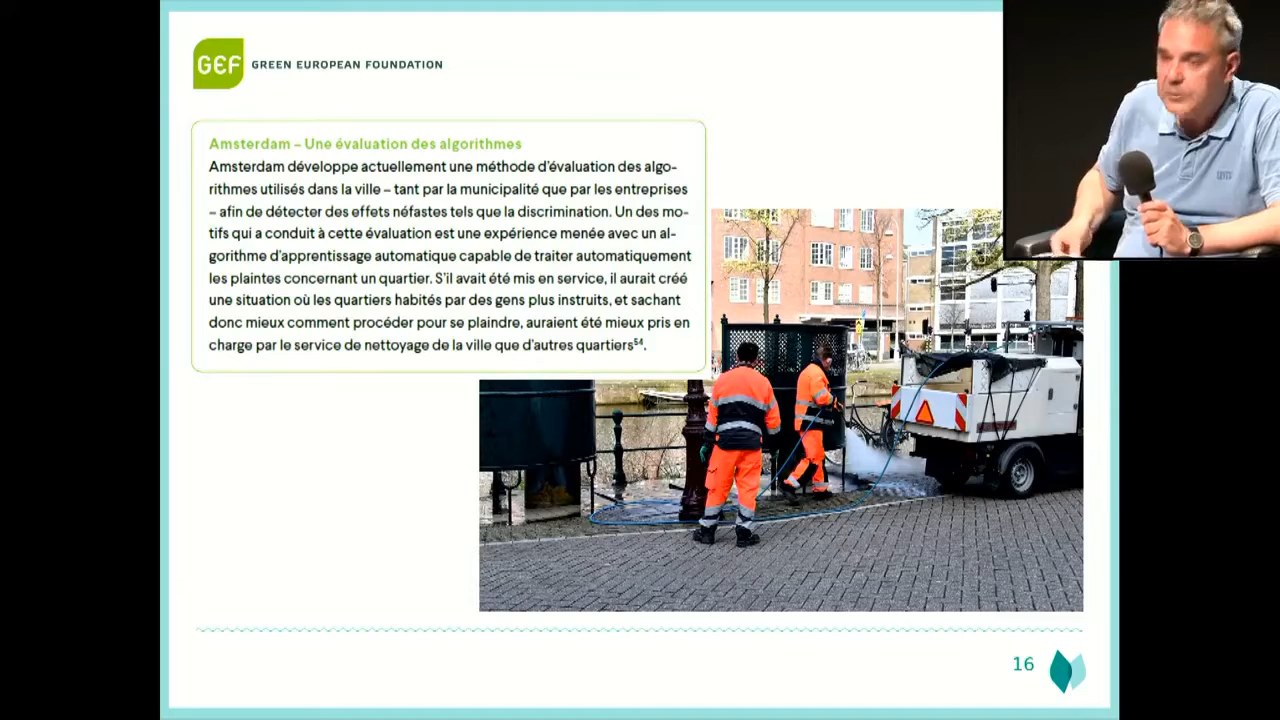 GEF GREEN EUROPEAN FOUNDATION
Amsterdam – Une évaluation des algorithmes
Amsterdam développe actuellement une méthode d'évaluation des algo-
rithmes utilisés dans la ville – tant par la municipalité que par les entreprises
– afin de détecter des effets néfastes tels que la discrimination. Un des mo-
tifs qui a conduit à cette évaluation est une expérience menée avec un al-
gorithme d'apprentissage automatique capable de traiter automatiquement
les plaintes concernant un quartier. S'il avait été mis en service, il aurait créé
une situation où les quartiers habités par des gens plus instruits, et sachant
donc mieux comment procéder pour se plaindre, auraient été mieux pris en
charge par le service de nettoyage de la ville que d'autres quartiers⁵⁴.
16